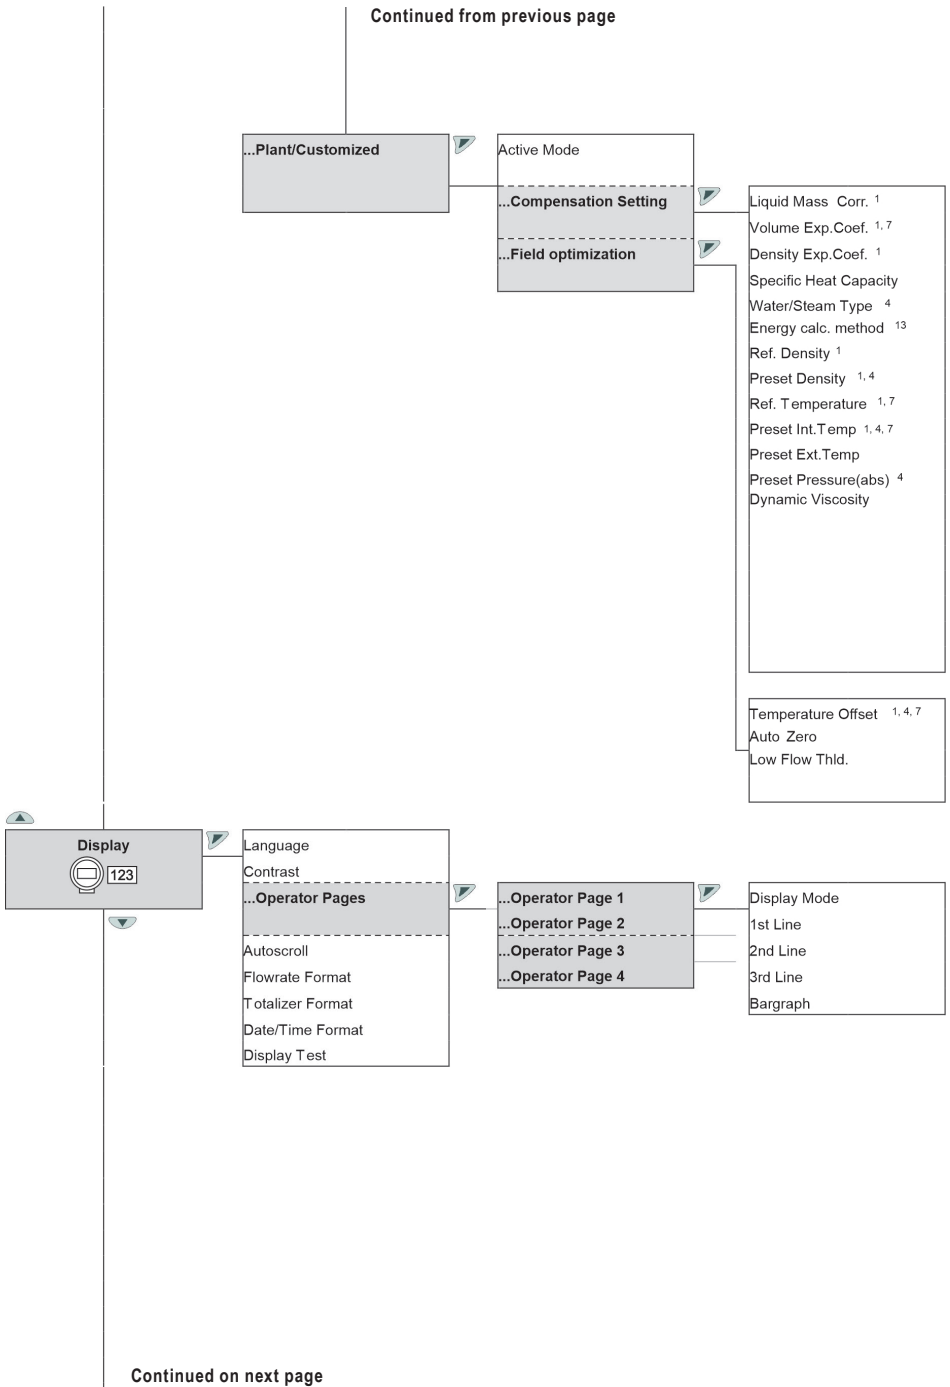 Continued from previous page
...Plant/Customized
Active Mode
...Compensation Setting
...Field optimization
Liquid Mass Corr. 1
Volume Exp.Coef. 1, 7
Density Exp.Coef. 1
Specific Heat Capacity
Water/Steam Type 4
Energy calc. method 13
Ref. Density 1
Preset Density 1, 4
Ref. Temperature 1, 7
Preset Int.Temp 1, 4, 7
Preset Ext.Temp
Preset Pressure(abs) 4
Dynamic Viscosity
Temperature Offset 1, 4, 7
Auto Zero
Low Flow Thld.
Display
123
Language
Contrast
...Operator Pages
Autoscroll
Flowrate Format
Totalizer Format
Date/Time Format
Display Test
...Operator Page 1
...Operator Page 2
...Operator Page 3
...Operator Page 4
Display Mode
1st Line
2nd Line
3rd Line
Bargraph
Continued on next page